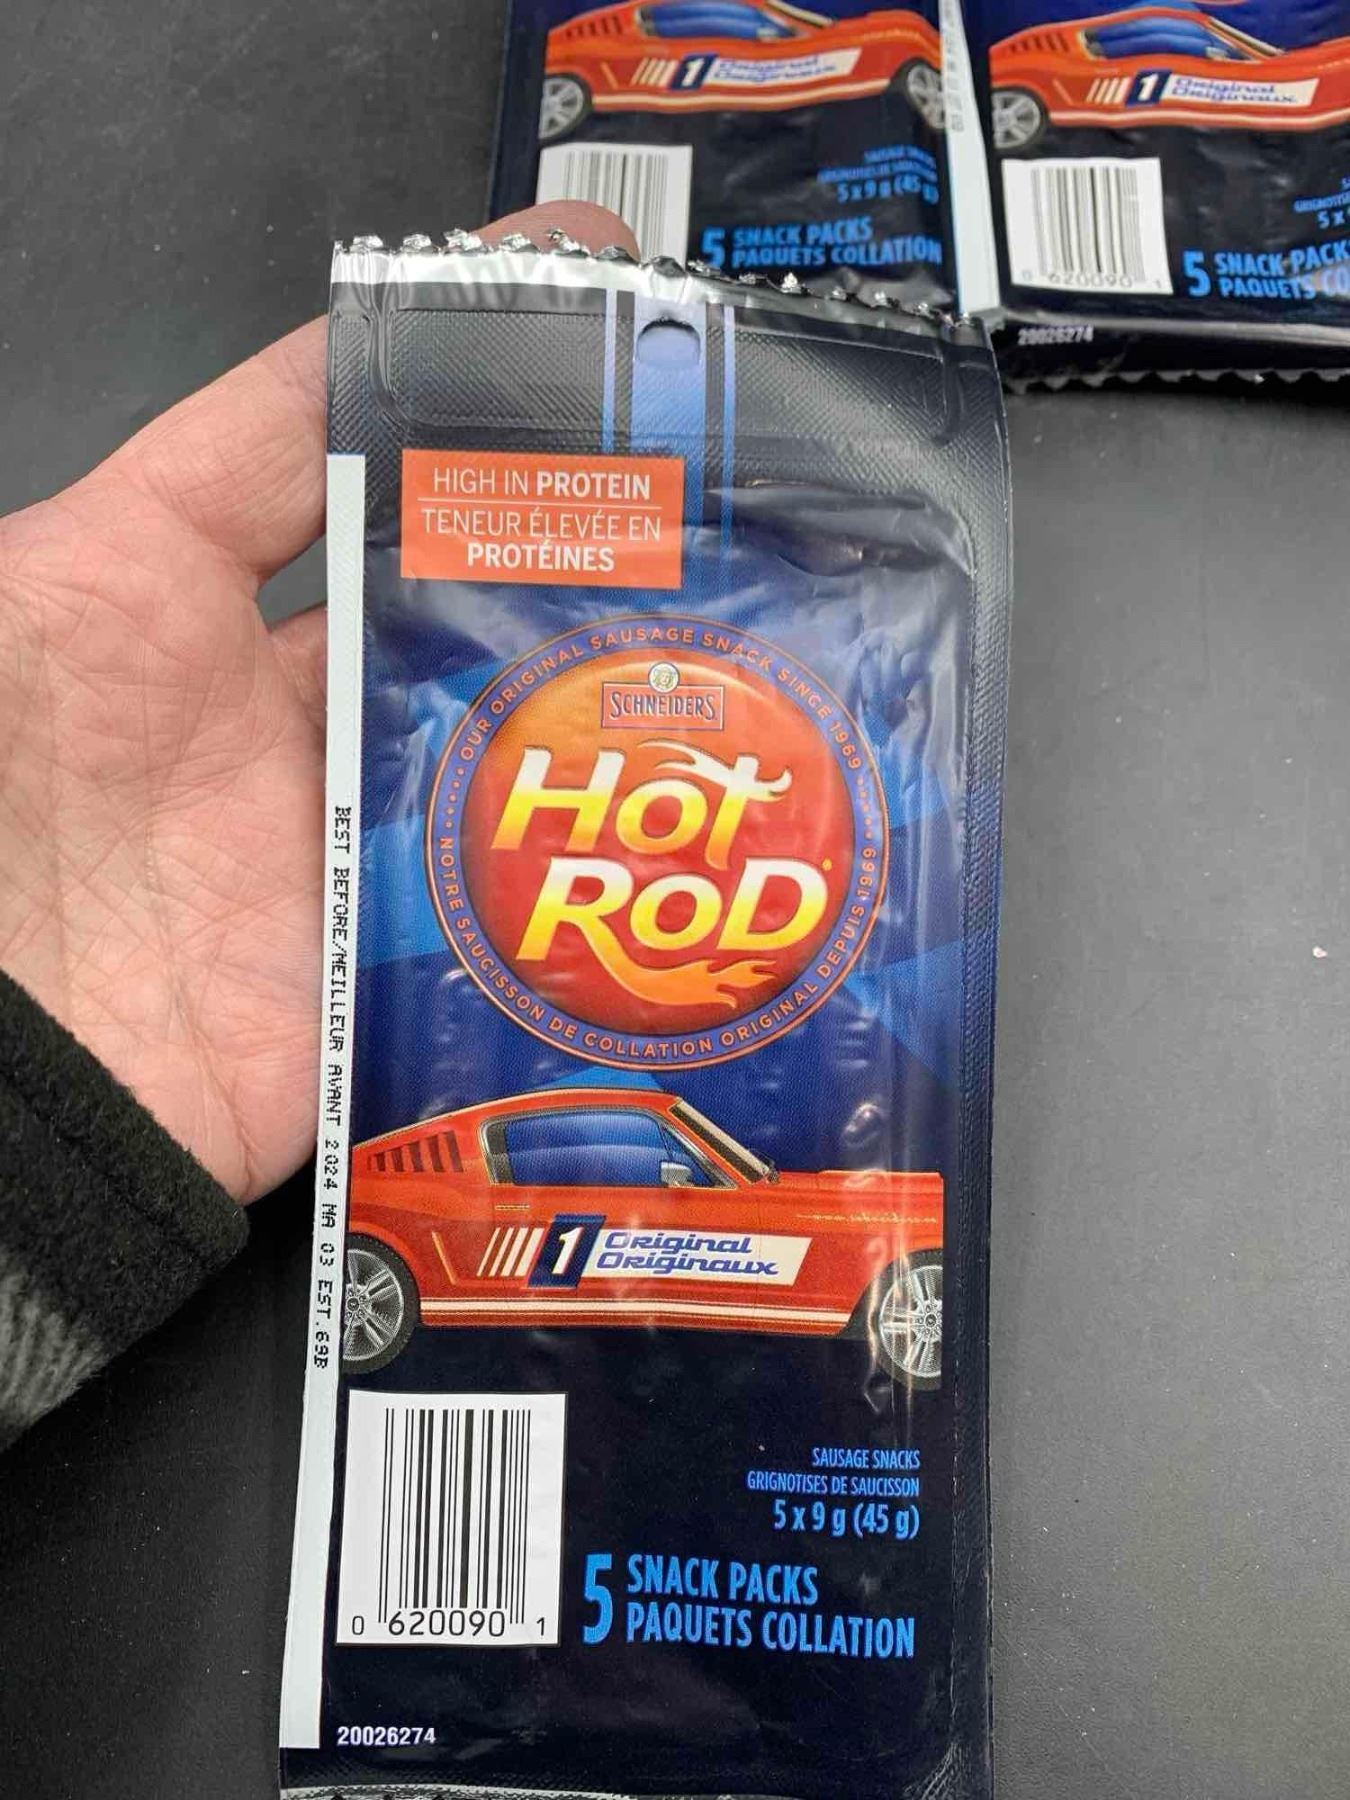 1 Original
Originaux
5 x 9 g (45 g)
5 SNACK PACKS
PAQUETS COLLATION
1 Original
Originaux
0 620090 1
5 SNACK PACK
PAQUETS CO
20026274
HIGH IN PROTEIN
TENEUR ÉLEVÉE EN
PROTÉINES
OUR ORIGINAL SAUSAGE SNACK SINCE 1969
SCHNEIDERS
HOT
ROD
NOTRE SAUCISSON DE COLLATION ORIGINAL DEPUIS 1969
BEST BEFORE/MEILLEUR AVANT 2024 MA 03 EST.69B
1 Original
Originaux
0 620090 1
SAUSAGE SNACKS
GRIGNOTISES DE SAUCISSON
5 x 9 g (45 g)
5 SNACK PACKS
PAQUETS COLLATION
20026274